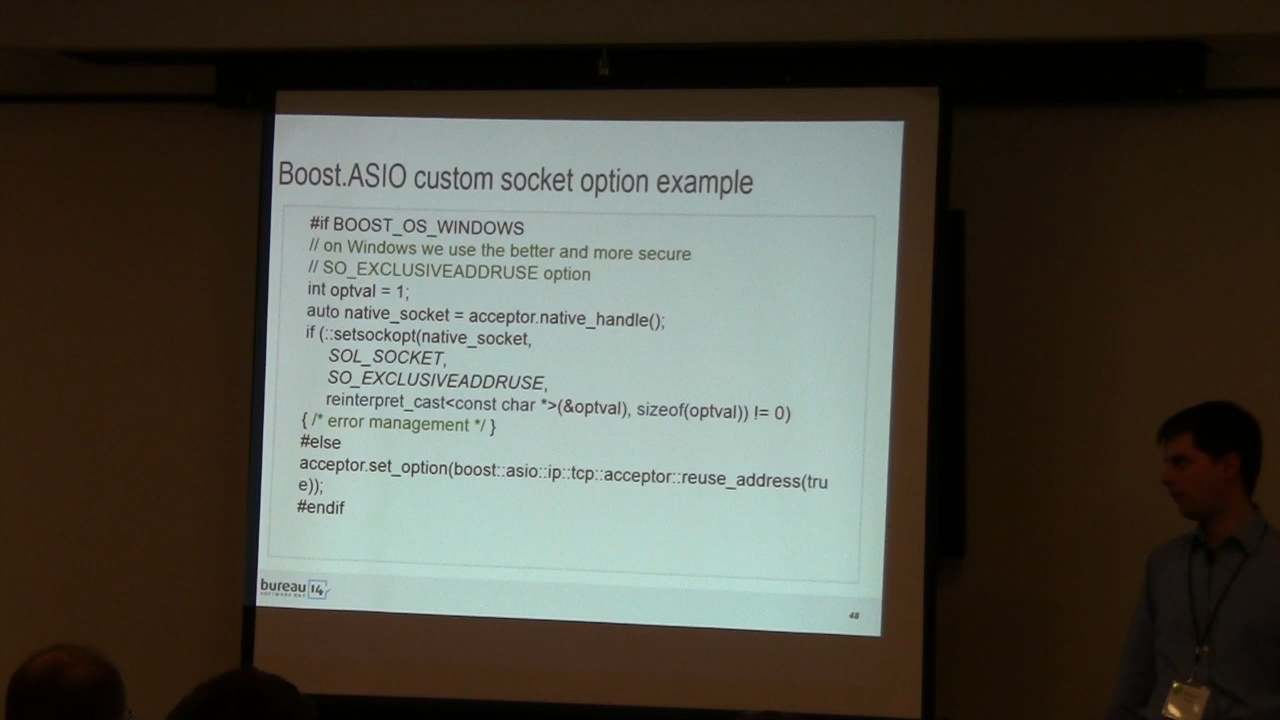 Boost.ASIO custom socket option example
#if BOOST_OS_WINDOWS
// on Windows we use the better and more secure
// SO_EXCLUSIVEADDRUSE option
int optval = 1;
auto native_socket = acceptor.native_handle();
if (::setsockopt(native_socket,
SOL_SOCKET,
SO_EXCLUSIVEADDRUSE,
reinterpret_cast<const char *>(&optval), sizeof(optval)) != 0)
{ /* error management */ }
#else
acceptor.set_option(boost::asio::ip::tcp::acceptor::reuse_address(tru
e));
#endif
bureau 14
48